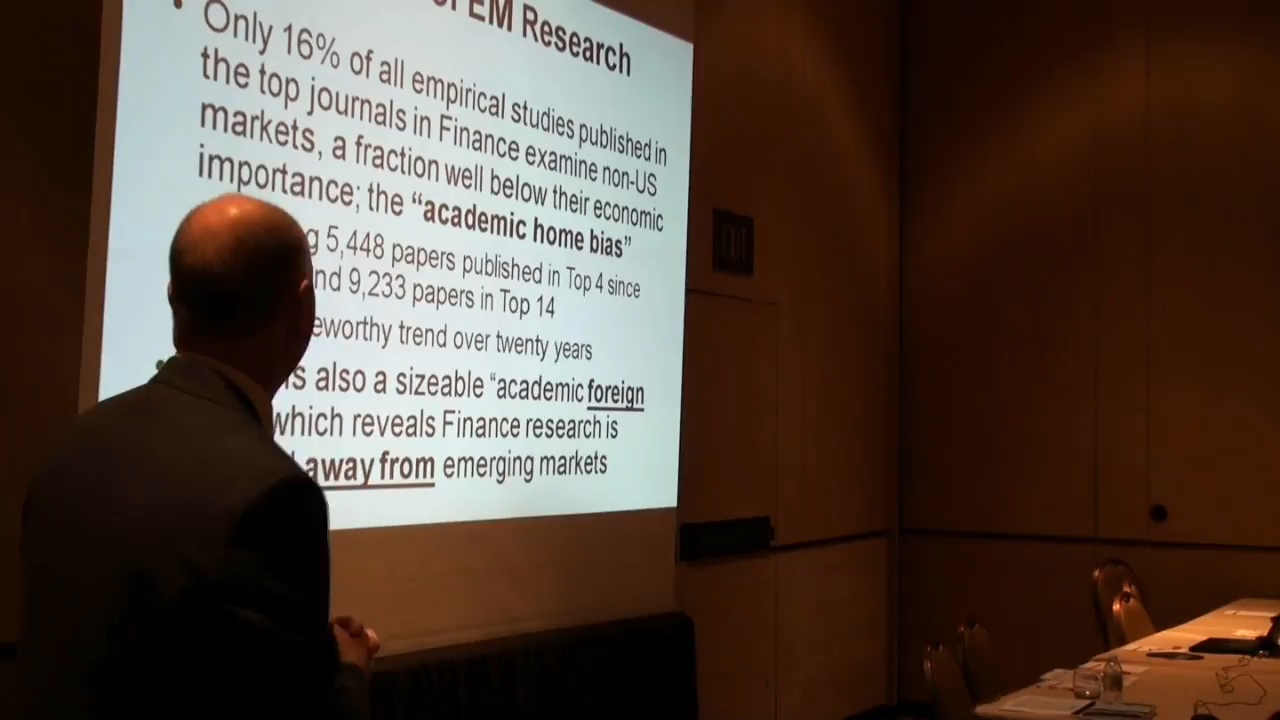 EM Research
• Only 16% of all empirical studies published in
the top journals in Finance examine non-US
markets, a fraction well below their economic
importance; the “academic home bias”
5,448 papers published in Top 4 since
9,233 papers in Top 14
trend over twenty years
also a sizeable “academic foreign
which reveals Finance research is
away from emerging markets
EXIT